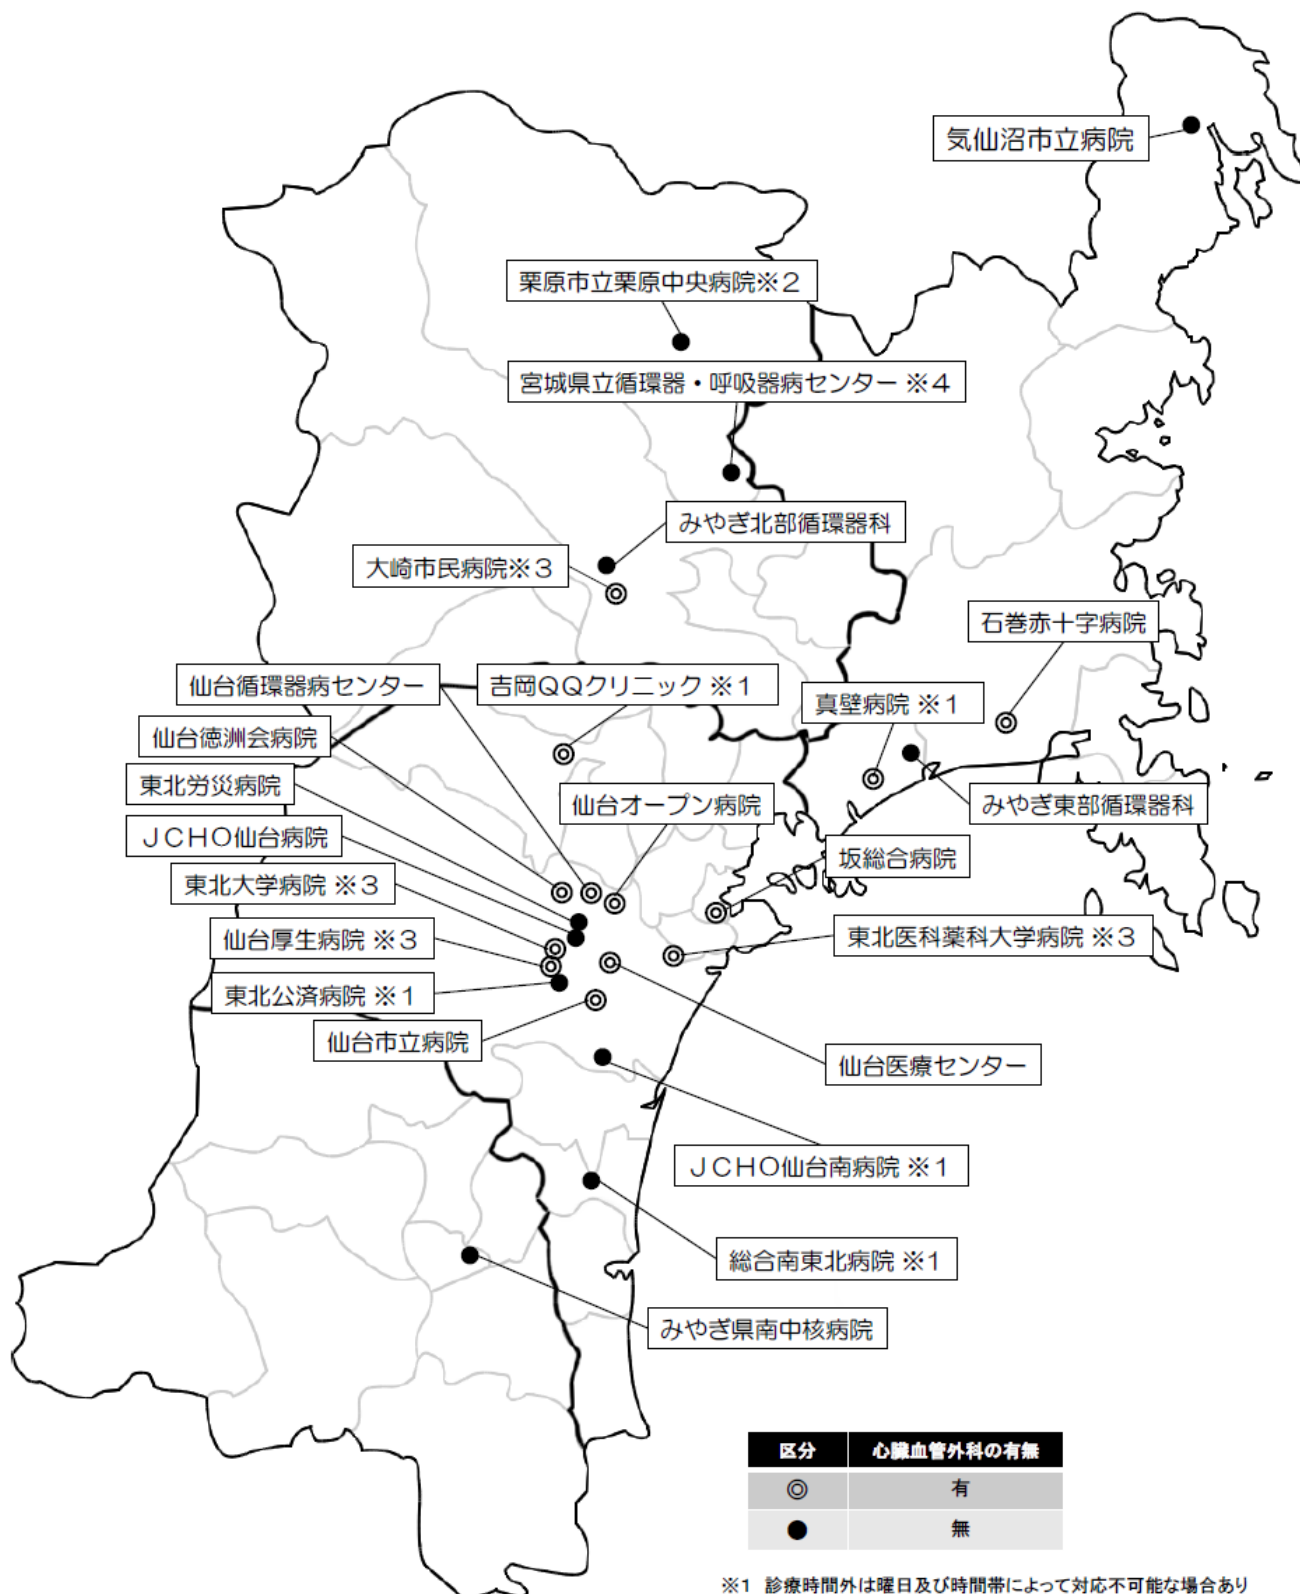 気仙沼市立病院
栗原市立栗原中央病院※2
宮城県立循環器・呼吸器病センター ※4
みやぎ北部循環器科
大崎市民病院※3
石巻赤十字病院
仙台循環器病センター
吉岡QQクリニック ※1
真壁病院 ※1
仙台徳洲会病院
東北労災病院
仙台オープン病院
みやぎ東部循環器科
JCHO仙台病院
坂総合病院
東北大学病院 ※3
仙台厚生病院 ※3
東北医科薬科大学病院 ※3
東北公済病院 ※1
仙台市立病院
仙台医療センター
JCHO仙台南病院 ※1
総合南東北病院 ※1
みやぎ県南中核病院
区分 心臓血管外科の有無
◎ 有
● 無
※1 診療時間外は曜日及び時間帯によって対応不可能な場合あり